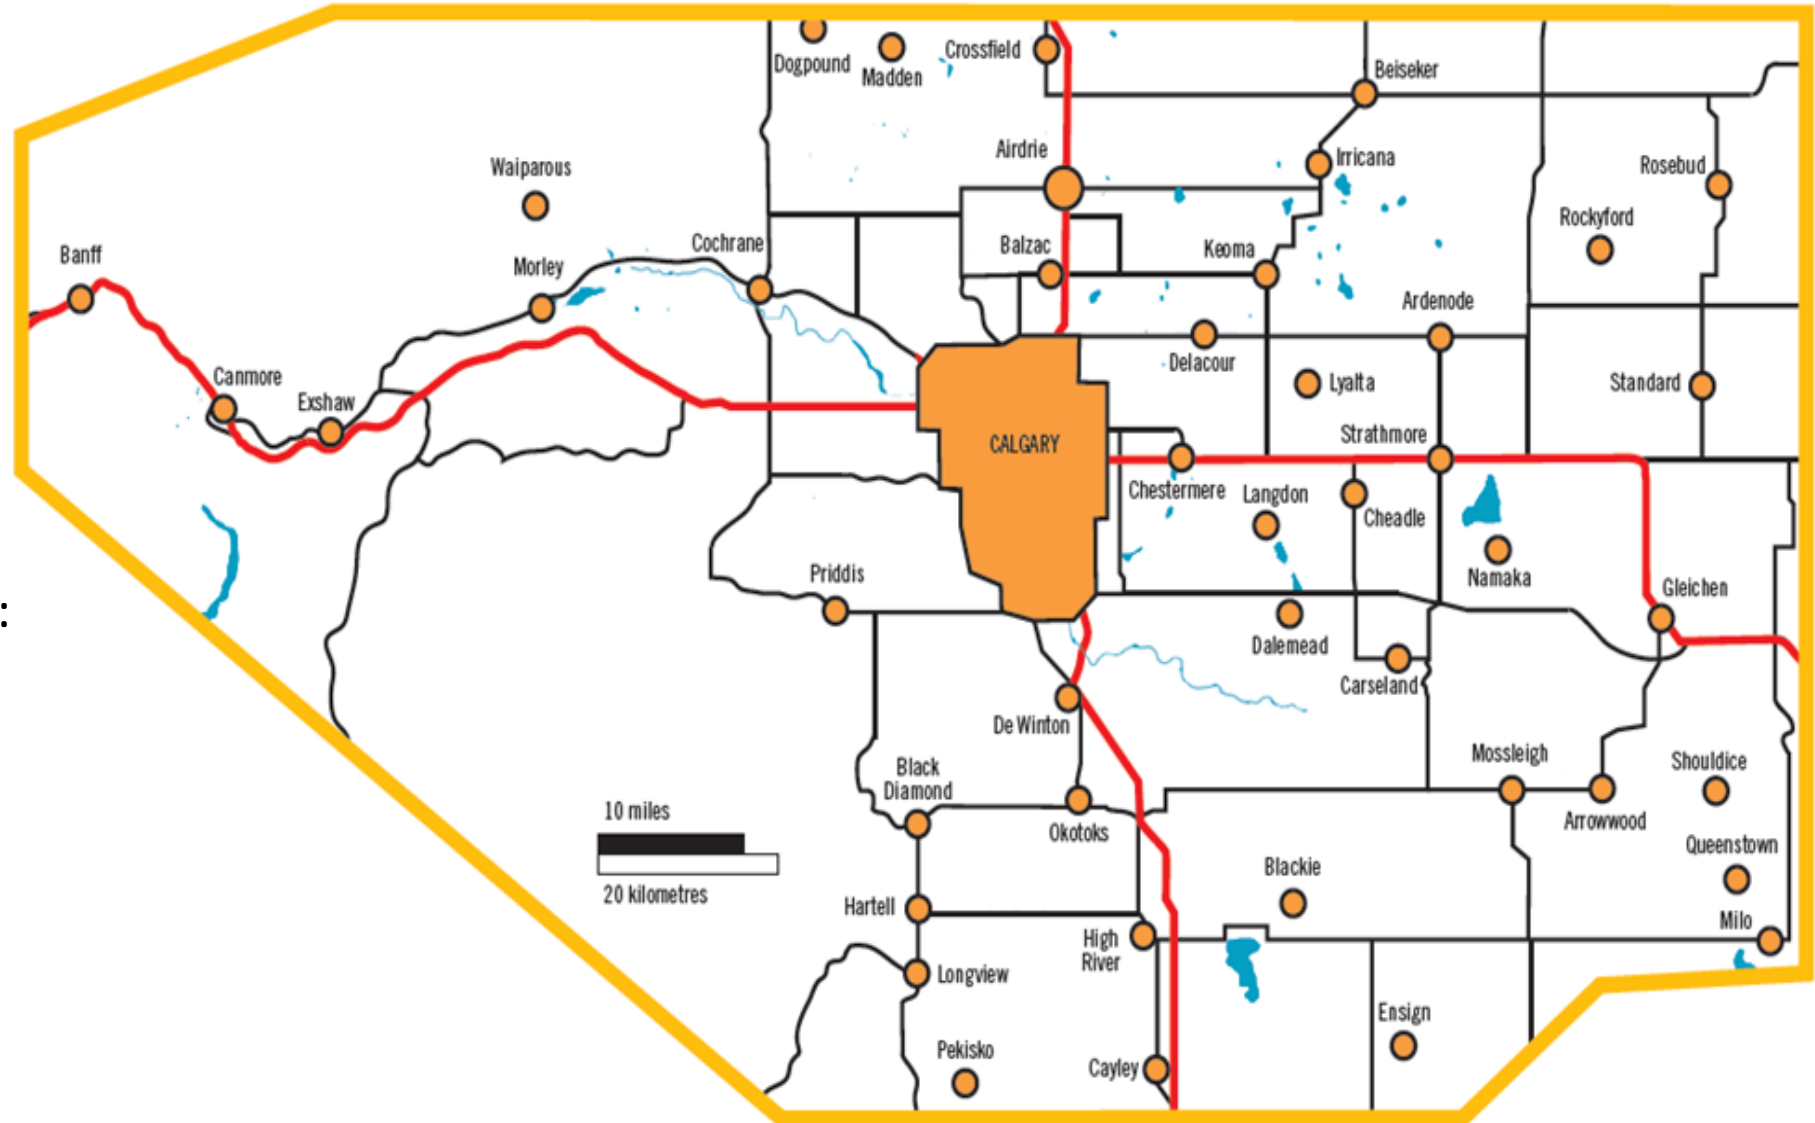 Dogpound
Madden
Crossfield
Beiseker
Airdrie
Irricana
Waiparous
Rosebud
Rockyford
Banff
Morley
Cochrane
Balzac
Keoma
Ardenode
Canmore
Exshaw
Delacour
Lyalta
Standard
CALGARY
Strathmore
Chestermere
Langdon
Cheadle
Priddis
Namaka
Gleichen
:
Dalemead
Carseland
De Winton
Black
Diamond
Mossleigh
Shouldice
10 miles
Okotoks
Arrowwood
Queenstown
20 kilometres
Blackie
Hartell
High
River
Milo
Longview
Ensign
Pekisko
Cayley